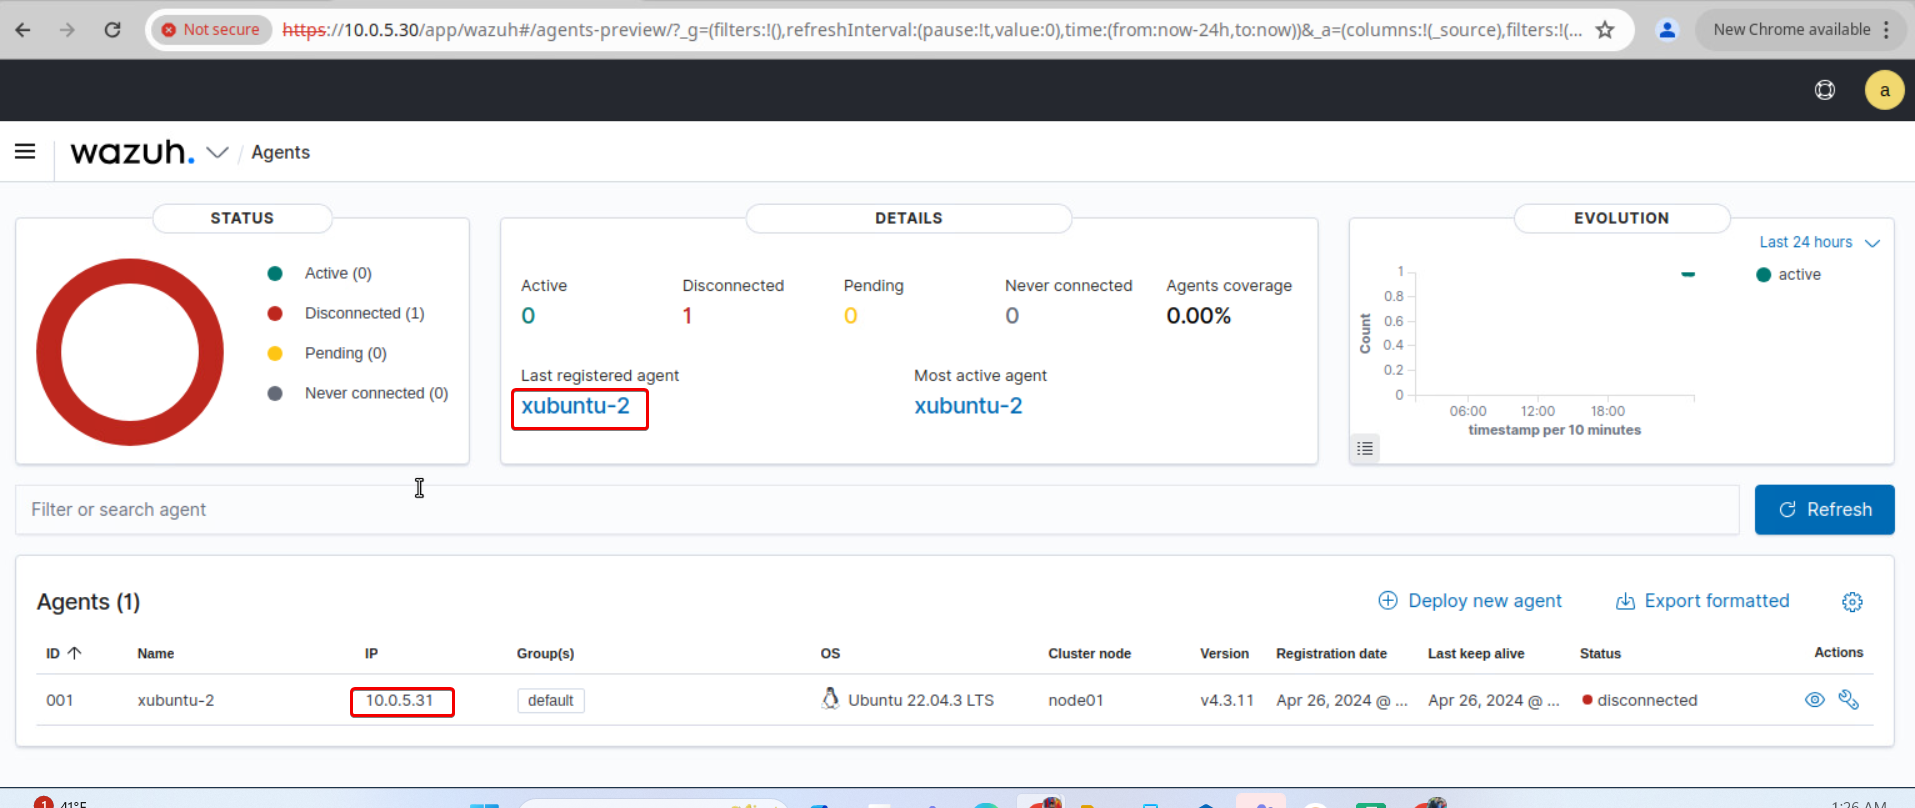 Not secure https://10.0.5.30/app/wazuh#/agents-preview/?_g=(filters:!(),refreshInterval:(pause:!t,value:0),time:(from:now-24h,to:now))&_a=(columns:!(_source),filters:!(... New Chrome available
a
wazuh. / Agents
STATUS
Active (0)
Disconnected (1)
Pending (0)
Never connected (0)
DETAILS
Active Disconnected Pending Never connected Agents coverage
0 1 0 0 0.00%
Last registered agent Most active agent
xubuntu-2 xubuntu-2
EVOLUTION
Last 24 hours
active
1
0.8
0.6
0.4
0.2
0
Count
06:00 12:00 18:00
timestamp per 10 minutes
Filter or search agent
Refresh
Agents (1) Deploy new agent Export formatted
ID Name IP Group(s) OS Cluster node Version Registration date Last keep alive Status Actions
001 xubuntu-2 10.0.5.31 default Ubuntu 22.04.3 LTS node01 v4.3.11 Apr 26, 2024 @ ... Apr 26, 2024 @ ... disconnected
1 41°F 1:26 AM